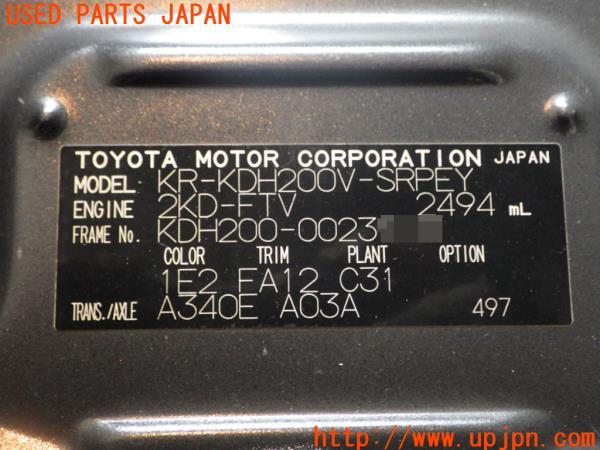 USED PARTS JAPAN
TOYOTA MOTOR CORPORATION JAPAN
MODEL KR-KDH200V-SRPEY
ENGINE 2KD-FTV 2494 mL
FRAME No. KDH200-0023
COLOR TRIM PLANT OPTION
1E2 FA12 C31
TRANS./AXLE A340E A03A 497
http://www.upjpn.com/